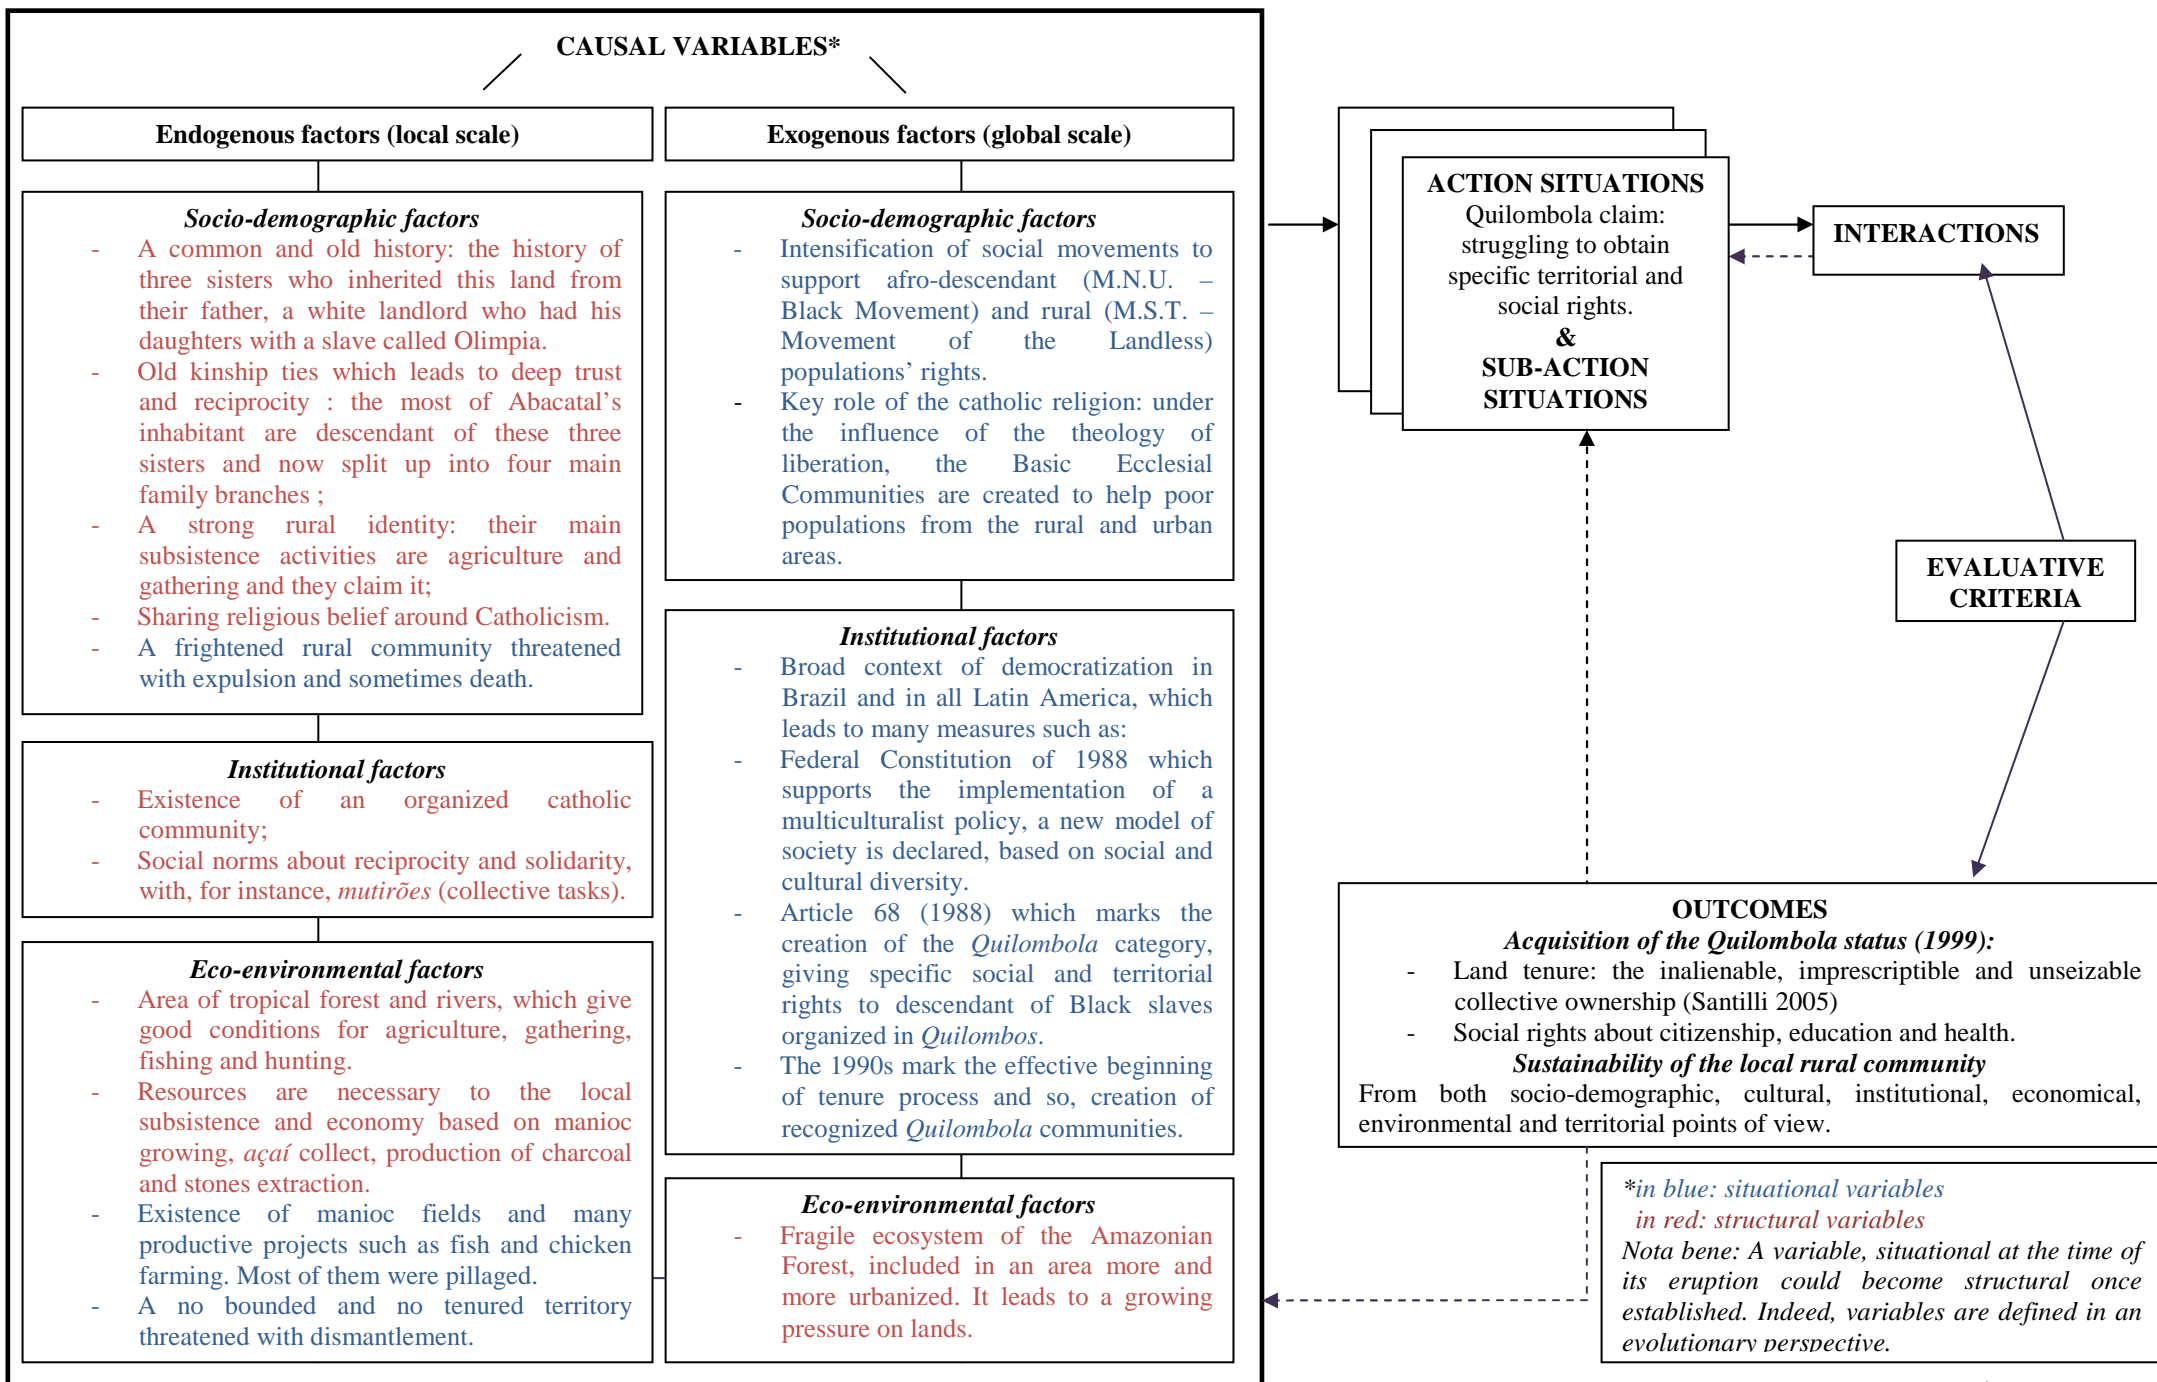 CAUSAL VARIABLES*
Endogenous factors (local scale)
Socio-demographic factors
- A common and old history: the history of
three sisters who inherited this land from
their father, a white landlord who had his
daughters with a slave called Olimpia.
- Old kinship ties which leads to deep trust
and reciprocity : the most of Abacatal’s
inhabitant are descendant of these three
sisters and now split up into four main
family branches ;
- A strong rural identity: their main
subsistence activities are agriculture and
gathering and they claim it;
- Sharing religious belief around Catholicism.
- A frightened rural community threatened
with expulsion and sometimes death.
Institutional factors
- Existence of an organized catholic
community;
- Social norms about reciprocity and solidarity,
with, for instance, mutirões (collective tasks).
Eco-environmental factors
- Area of tropical forest and rivers, which give
good conditions for agriculture, gathering,
fishing and hunting.
- Resources are necessary to the local
subsistence and economy based on manioc
growing, açaí collect, production of charcoal
and stones extraction.
- Existence of manioc fields and many
productive projects such as fish and chicken
farming. Most of them were pillaged.
- A no bounded and no tenured territory
threatened with dismantlement.
Exogenous factors (global scale)
Socio-demographic factors
- Intensification of social movements to
support afro-descendant (M.N.U. –
Black Movement) and rural (M.S.T. –
Movement of the Landless)
populations’ rights.
- Key role of the catholic religion: under
the influence of the theology of
liberation, the Basic Ecclesial
Communities are created to help poor
populations from the rural and urban
areas.
Institutional factors
- Broad context of democratization in
Brazil and in all Latin America, which
leads to many measures such as:
- Federal Constitution of 1988 which
supports the implementation of a
multiculturalist policy, a new model of
society is declared, based on social and
cultural diversity.
- Article 68 (1988) which marks the
creation of the Quilombola category,
giving specific social and territorial
rights to descendant of Black slaves
organized in Quilombos.
- The 1990s mark the effective beginning
of tenure process and so, creation of
recognized Quilombola communities.
Eco-environmental factors
- Fragile ecosystem of the Amazonian
Forest, included in an area more and
more urbanized. It leads to a growing
pressure on lands.
ACTION SITUATIONS
Quilombola claim:
struggling to obtain
specific territorial and
social rights.
&
SUB-ACTION
SITUATIONS
INTERACTIONS
EVALUATIVE
CRITERIA
OUTCOMES
Acquisition of the Quilombola status (1999):
- Land tenure: the inalienable, imprescriptible and unseizable
collective ownership (Santilli 2005)
- Social rights about citizenship, education and health.
Sustainability of the local rural community
From both socio-demographic, cultural, institutional, economical,
environmental and territorial points of view.
*in blue: situational variables
in red: structural variables
Nota bene: A variable, situational at the time of
its eruption could become structural once
established. Indeed, variables are defined in an
evolutionary perspective.